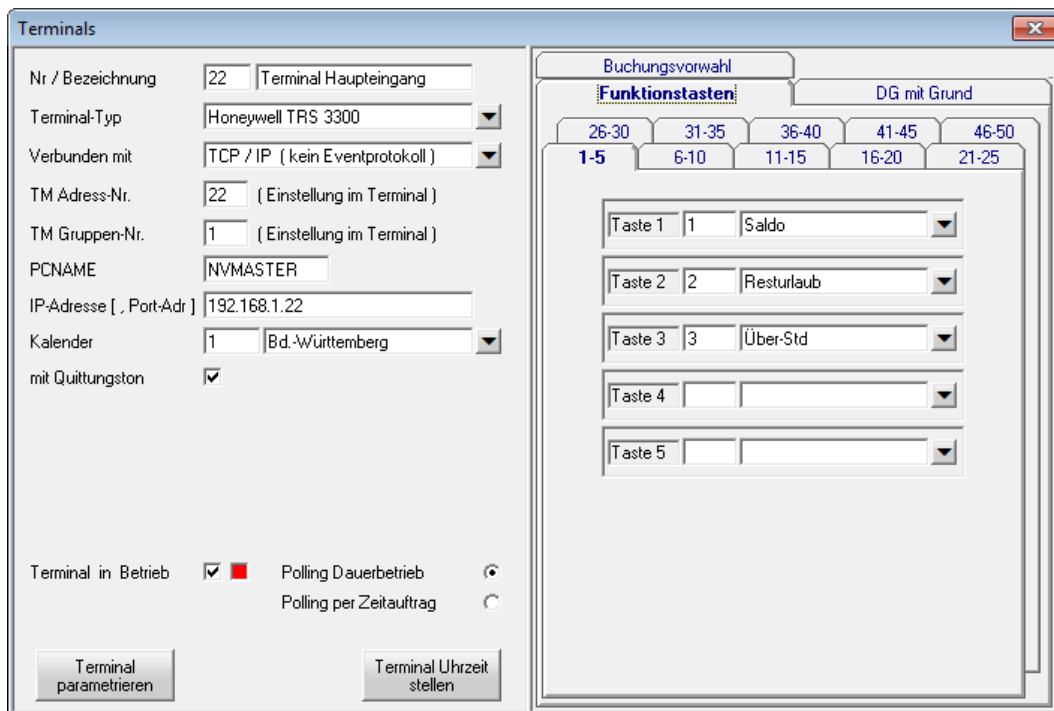 Terminals
Nr / Bezeichnung 22 Terminal Haupteingang
Terminal-Typ Honeywell TRS 3300
Verbunden mit TCP / IP ( kein Eventprotokoll )
TM Adress-Nr. 22 ( Einstellung im Terminal )
TM Gruppen-Nr. 1 ( Einstellung im Terminal )
PCNAME NVMASTER
IP-Adresse [ , Port-Adr ] 192.168.1.22
Kalender 1 Bd.-Württemberg
mit Quittungston
Terminal in Betrieb Polling Dauerbetrieb
Polling per Zeitauftrag
Terminal
parametrieren
Terminal Uhrzeit
stellen
Buchungsvorwahl
Funktionstasten DG mit Grund
26-30 31-35 36-40 41-45 46-50
1-5 6-10 11-15 16-20 21-25
Taste 1 1 Saldo
Taste 2 2 Resturlaub
Taste 3 3 Über-Std
Taste 4
Taste 5